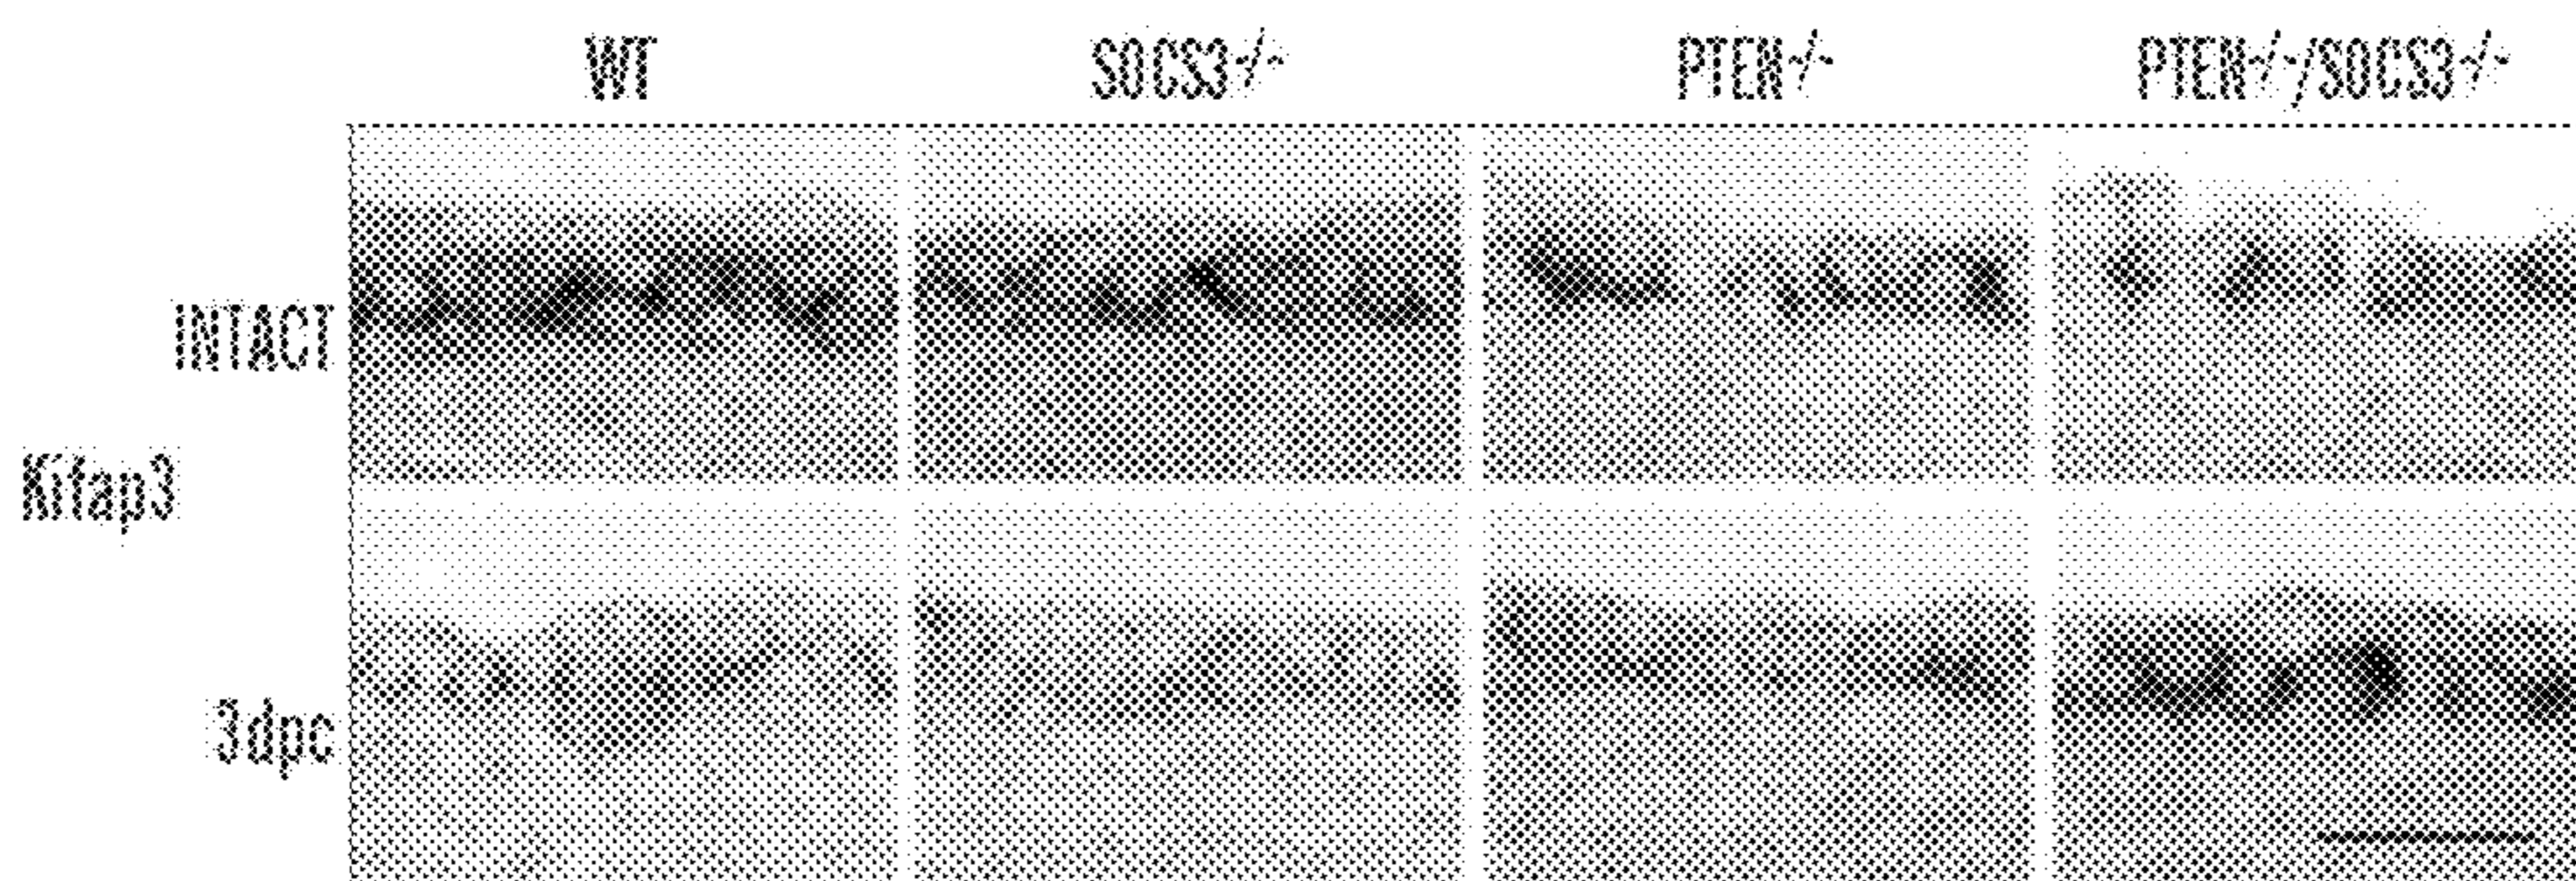 WT SOCS3-/- PTEN-/- PTEN-/-/SOCS3-/-
INTACT
Kifap3
3dpc